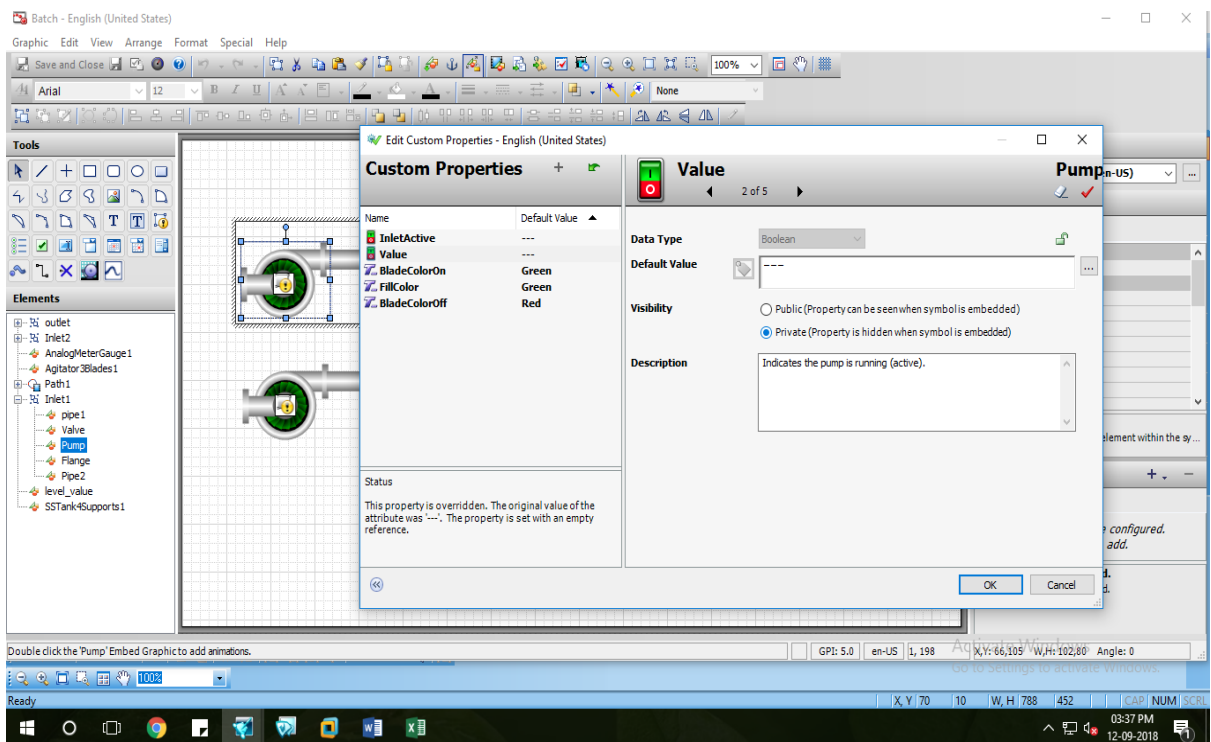 Batch - English (United States)
Graphic Edit View Arrange Format Special Help
Save and Close
100%
Arial 12 B I U None
Tools
T T
Elements
outlet
Inlet2
AnalogMeterGauge1
Agitator3Blades1
Path1
Inlet1
pipe1
Valve
Pump
Flange
Pipe2
level_value
SSTank4Supports1
Edit Custom Properties - English (United States)
Custom Properties
Name Default Value
InletActive ---
Value ---
BladeColorOn Green
FillColor Green
BladeColorOff Red
Status
This property is overridden. The original value of the
attribute was '---'. The property is set with an empty
reference.
Value Pump
2 of 5
Data Type Boolean
Default Value ---
...
Visibility Public (Property can be seen when symbol is embedded)
Private (Property is hidden when symbol is embedded)
Description Indicates the pump is running (active).
OK Cancel
n-US) ...
element within the sy...
configured.
add.
d.
d.
Double click the 'Pump' Embed Graphic to add animations.
GPI: 5.0 en-US 1, 198 X,Y: 66,105 W,H: 102,80 Angle: 0
Activate Windows
Go to Settings to activate Windows.
100%
Ready
X, Y 70 10 W, H 788 452 CAP NUM SCRL
03:37 PM
12-09-2018
1